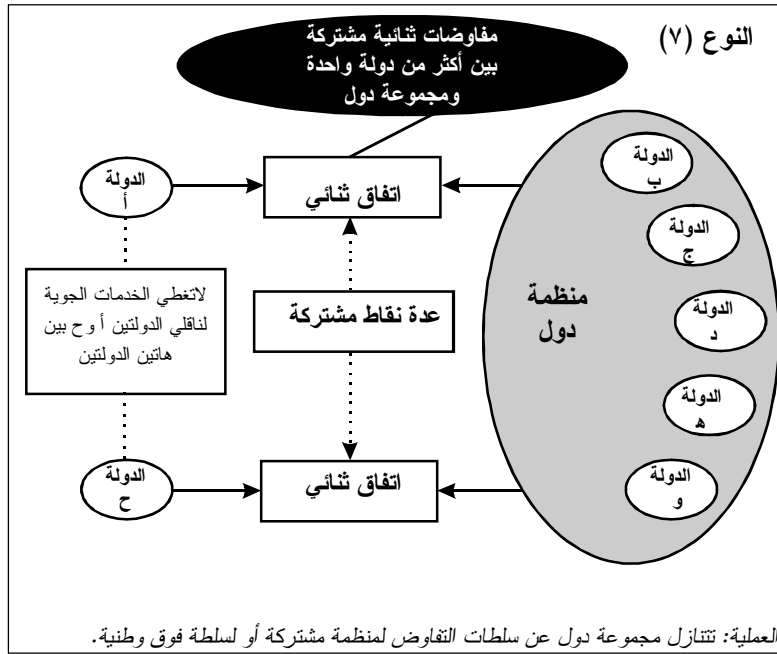 النوع (٧)
مفاوضات ثنائية مشتركة
بين أكثر من دولة واحدة
ومجموعة دول
الدولة
ب
الدولة
أ
اتفاق ثنائي
الدولة
ج
لاتغطي الخدمات الجوية
لناقلي الدولتين أ وح بين
هاتين الدولتين
عدة نقاط مشتركة
منظمة
دول
الدولة
د
الدولة
ه
الدولة
و
اتفاق ثنائي
الدولة
ح
العملية: تتنازل مجموعة دول عن سلطات التفاوض لمنظمة مشتركة أو لسلطة فوق وطنية.